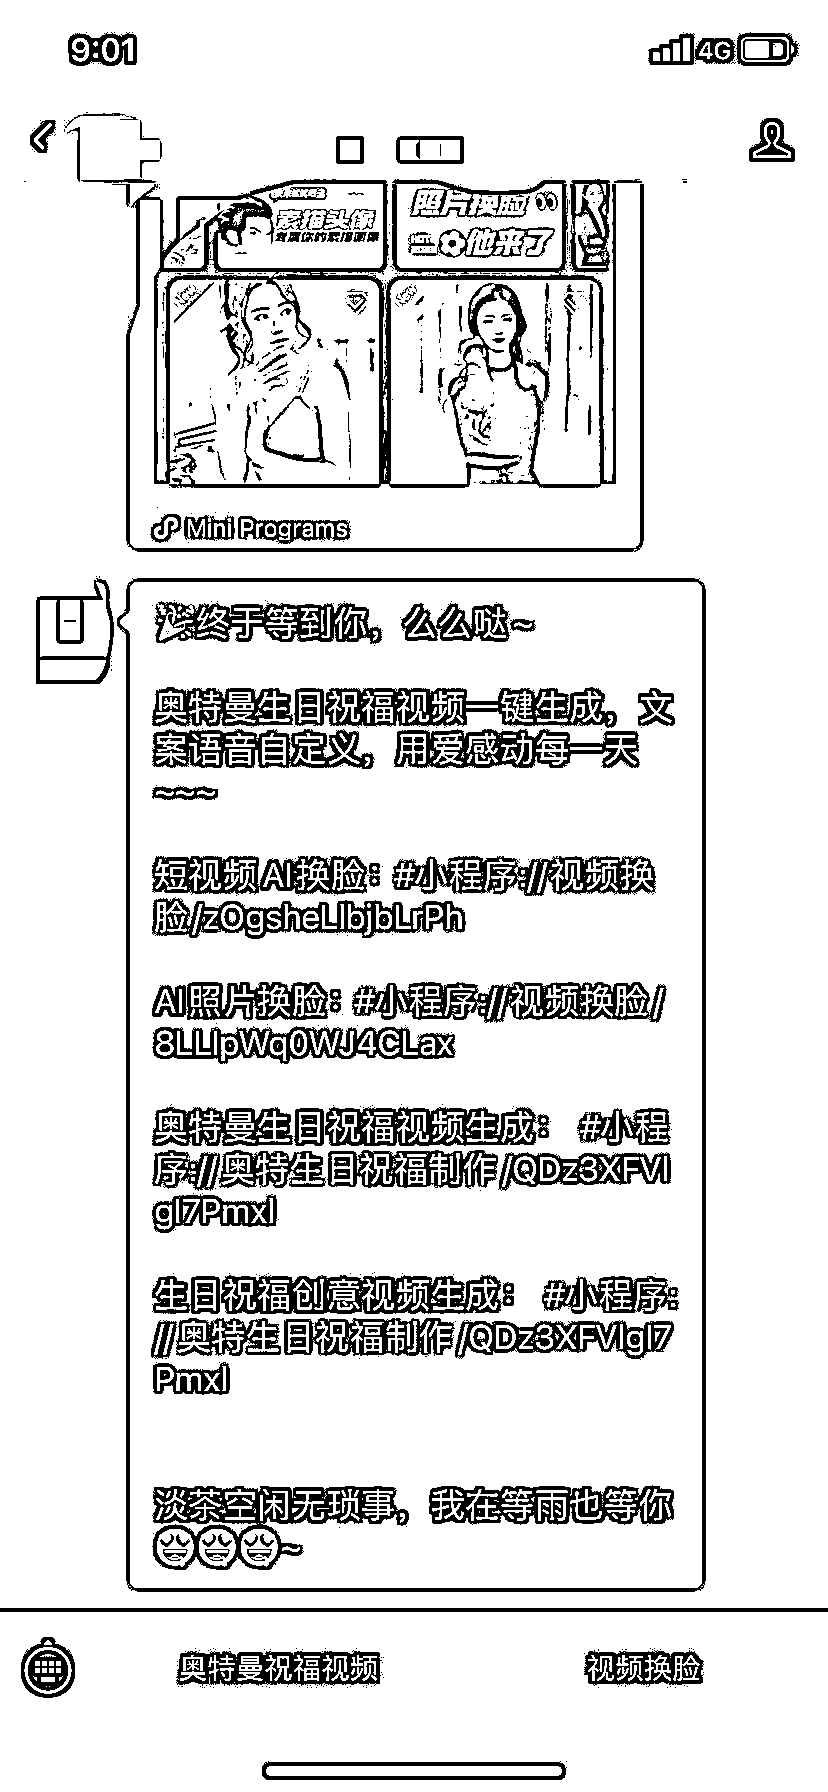 9:01
4G
素描头像
照片换脸
他来了
Mini Programs
🎉终于等到你，么么哒~
奥特曼生日祝福视频一键生成，文
案语音自定义，用爱感动每一天
~~~
短视频AI换脸：#小程序://视频换
脸/zOgsheLlbjbLrPh
AI照片换脸：#小程序://视频换脸/
8LLlpWq0WJ4CLax
奥特曼生日祝福视频生成： #小程
序://奥特生日祝福制作/QDz3XFVl
gl7Pmxl
生日祝福创意视频生成： #小程序:
//奥特生日祝福制作/QDz3XFVlgl7
Pmxl
淡茶空闲无琐事，我在等雨也等你
~
奥特曼祝福视频
视频换脸